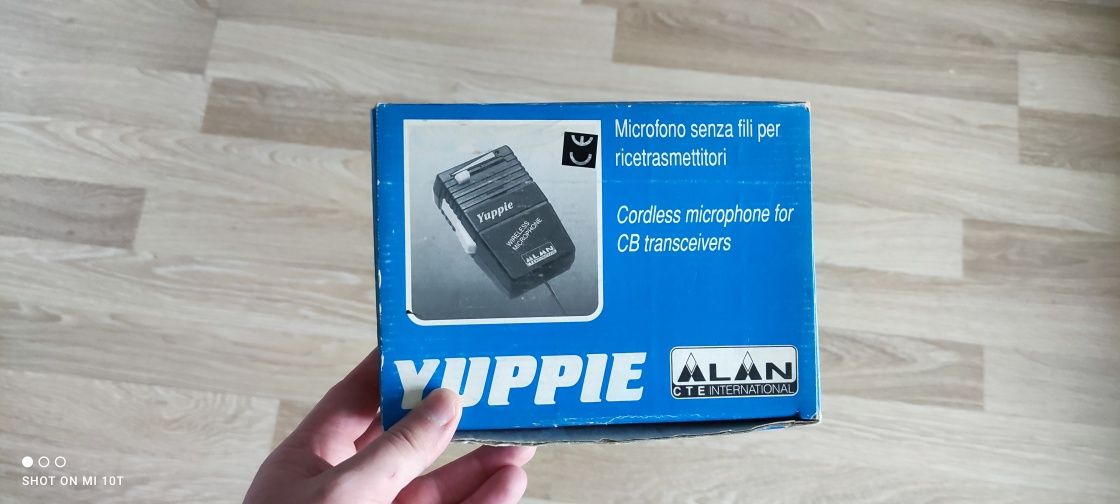 Microfono senza fili per
ricetrasmettitori
Cordless microphone for
CB transceivers
Yuppie
WIRELESS
MICROPHONE
ALAN
YUPPIE
ALAN
CTE INTERNATIONAL
SHOT ON MI 10T